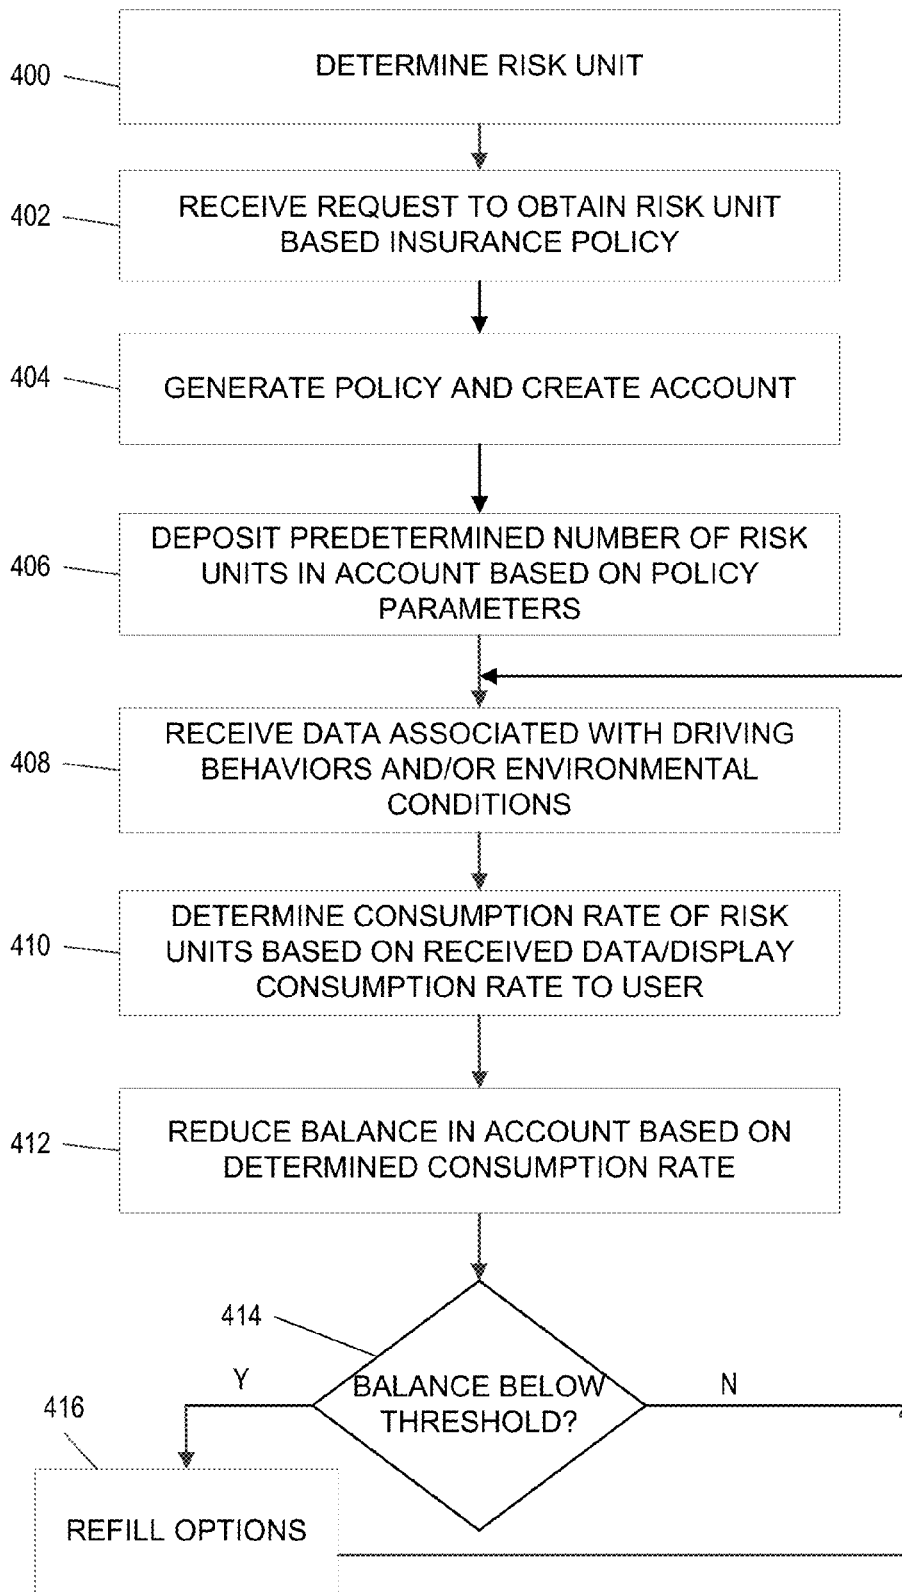 400
DETERMINE RISK UNIT
402
RECEIVE REQUEST TO OBTAIN RISK UNIT
BASED INSURANCE POLICY
404
GENERATE POLICY AND CREATE ACCOUNT
406
DEPOSIT PREDETERMINED NUMBER OF RISK
UNITS IN ACCOUNT BASED ON POLICY
PARAMETERS
408
RECEIVE DATA ASSOCIATED WITH DRIVING
BEHAVIORS AND/OR ENVIRONMENTAL
CONDITIONS
410
DETERMINE CONSUMPTION RATE OF RISK
UNITS BASED ON RECEIVED DATA/DISPLAY
CONSUMPTION RATE TO USER
412
REDUCE BALANCE IN ACCOUNT BASED ON
DETERMINED CONSUMPTION RATE
414
BALANCE BELOW
THRESHOLD?
Y
N
416
REFILL OPTIONS